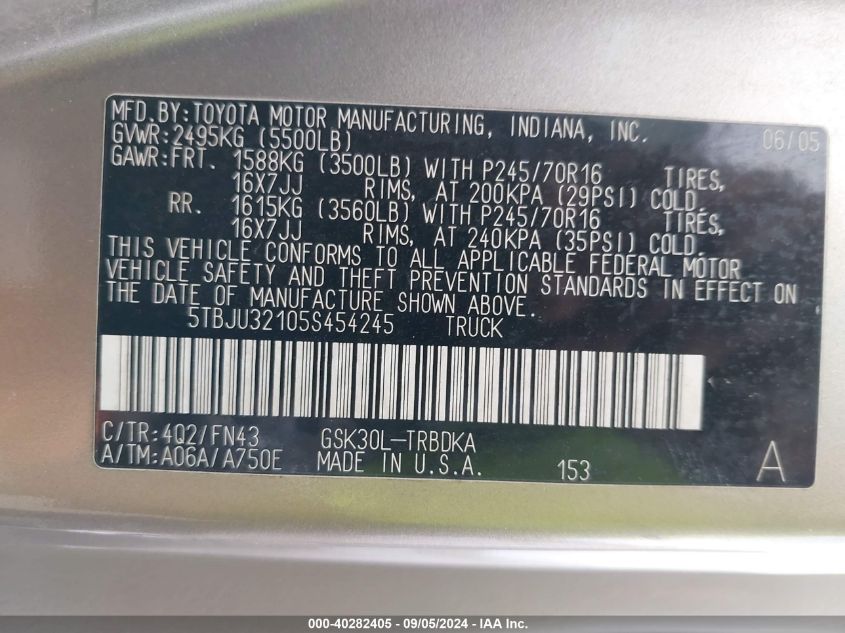 MFD.BY:TOYOTA MOTOR MANUFACTURING, INDIANA, INC. 06/05
GVWR:2495KG (5500LB)
GAWR:FRT. 1588KG (3500LB) WITH P245/70R16 TIRES,
16X7JJ RIMS, AT 200KPA (29PSI) COLD.
RR. 1615KG (3560LB) WITH P245/70R16 TIRES,
16X7JJ RIMS, AT 240KPA (35PSI) COLD.
THIS VEHICLE CONFORMS TO ALL APPLICABLE FEDERAL MOTOR
VEHICLE SAFETY AND THEFT PREVENTION STANDARDS IN EFFECT ON
THE DATE OF MANUFACTURE SHOWN ABOVE.
5TBJU32105S454245 TRUCK
C/TR:4Q2/FN43 GSK30L-TRBDKA
A/TM:A06A/A750E MADE IN U.S.A. 153 A
000-40282405 - 09/05/2024 - IAA Inc.